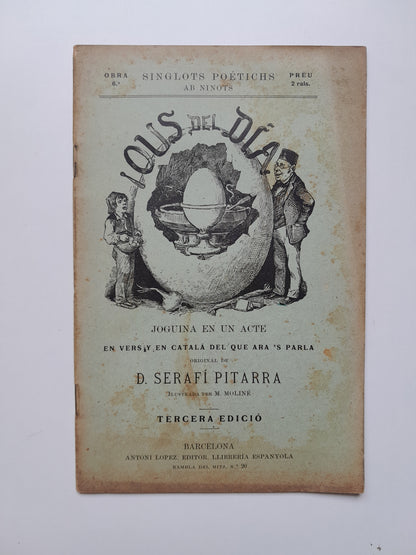 OBRA
6.ª
SINGLOTS POÉTICHS
AB NINOTS
PREU
2 rals.
¡OUS DEL DÍA!
JOGUINA EN UN ACTE
EN VERS, Y EN CATALÁ DEL QUE ARA 'S PARLA
ORIGINAL DE
D. SERAFÍ PITARRA
ILUSTRADA PER M. MOLINÉ
TERCERA EDICIÓ
BARCELONA
ANTONI LOPEZ, EDITOR, LLIBRERÍA ESPANYOLA
RAMBLA DEL MITJ, N.º 20